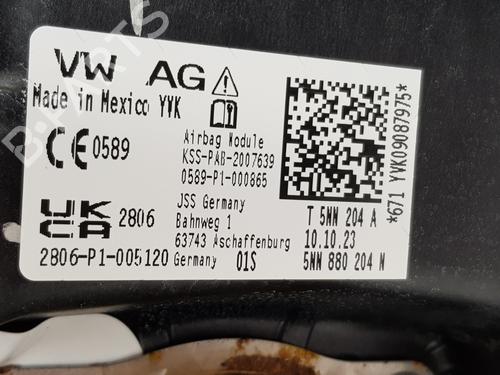 VW AG
Made in Mexico YYK
CE 0589
UK CA 2806
2806-P1-005120
Airbag Module
KSS-PAB-2007639
0589-P1-000865
JSS Germany
Bahnweg 1
63743 Aschaffenburg
Germany 01S
T 5NN 204 A
10.10.23
5NN 880 204 N
*671 YVK09087975*
B-PARTS